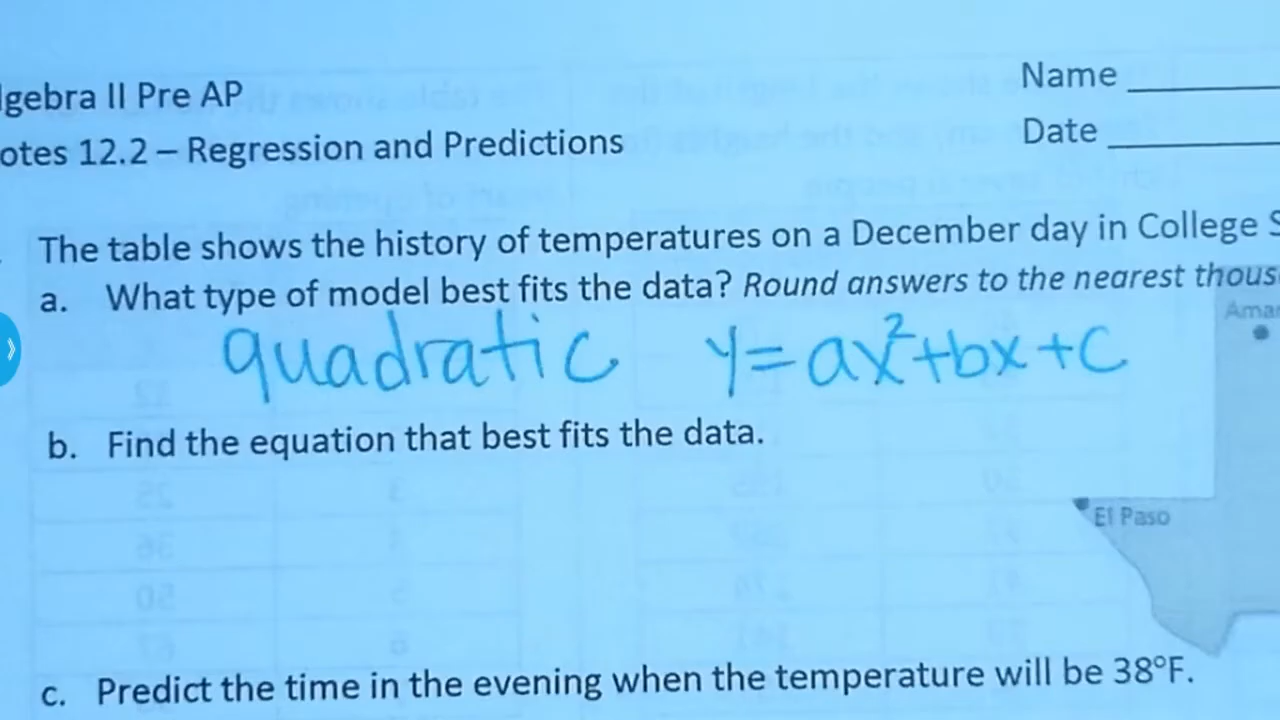 lgebra II Pre AP
Name
otes 12.2 – Regression and Predictions
Date
The table shows the history of temperatures on a December day in College S
a. What type of model best fits the data? Round answers to the nearest thous
Amar
quadratic y=ax²+bx+c
b. Find the equation that best fits the data.
El Paso
c. Predict the time in the evening when the temperature will be 38°F.